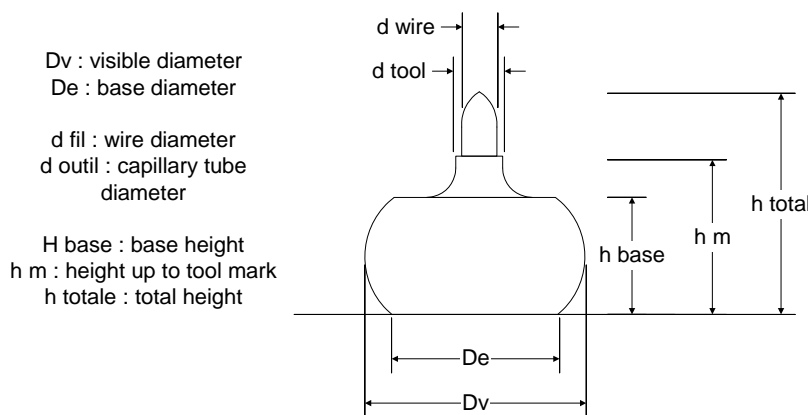 d wire
Dv : visible diameter
De : base diameter
d tool
d fil : wire diameter
d outil : capillary tube
diameter
h total
H base : base height
h m
h m : height up to tool mark
h base
h totale : total height
De
Dv